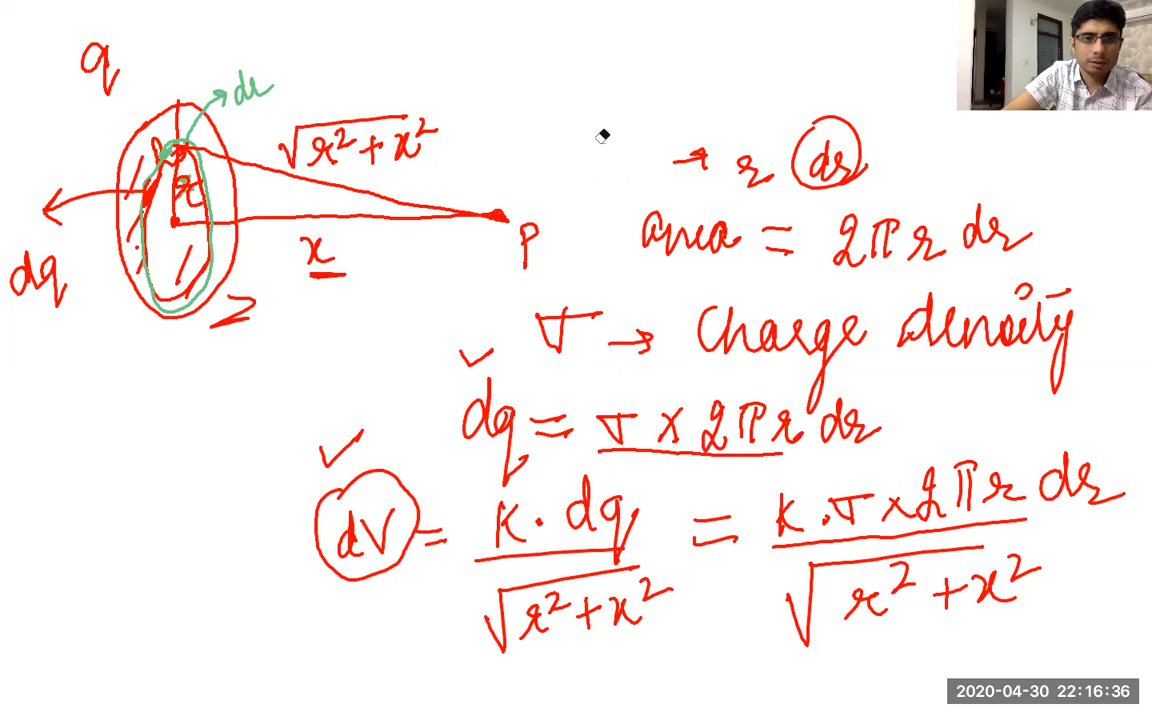 q
dr
√r²+x²
→ r dr
r
area = 2πr dr
x
P
dq
σ → Charge density
dq = σ × 2πr dr
dV = K.dq/√r²+x² = K.σ×2πr dr/√r²+x²
2020-04-30 22:16:36